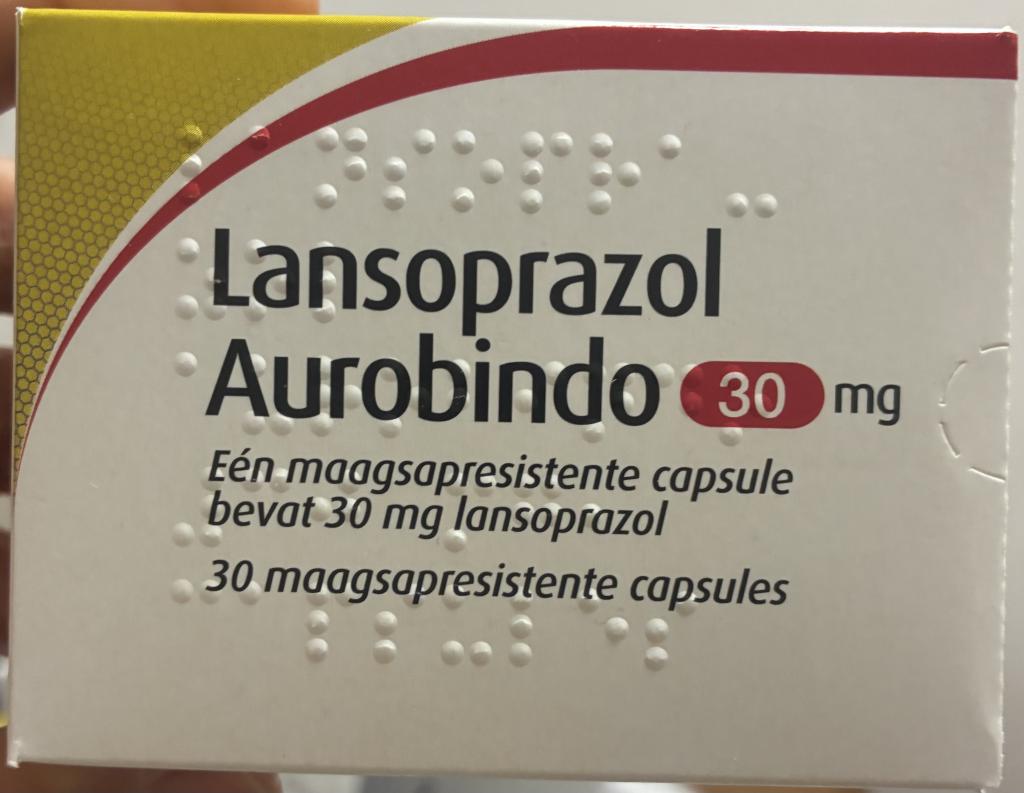 Lansoprazol
Aurobindo 30 mg
Eén maagsapresistente capsule
bevat 30 mg lansoprazol
30 maagsapresistente capsules